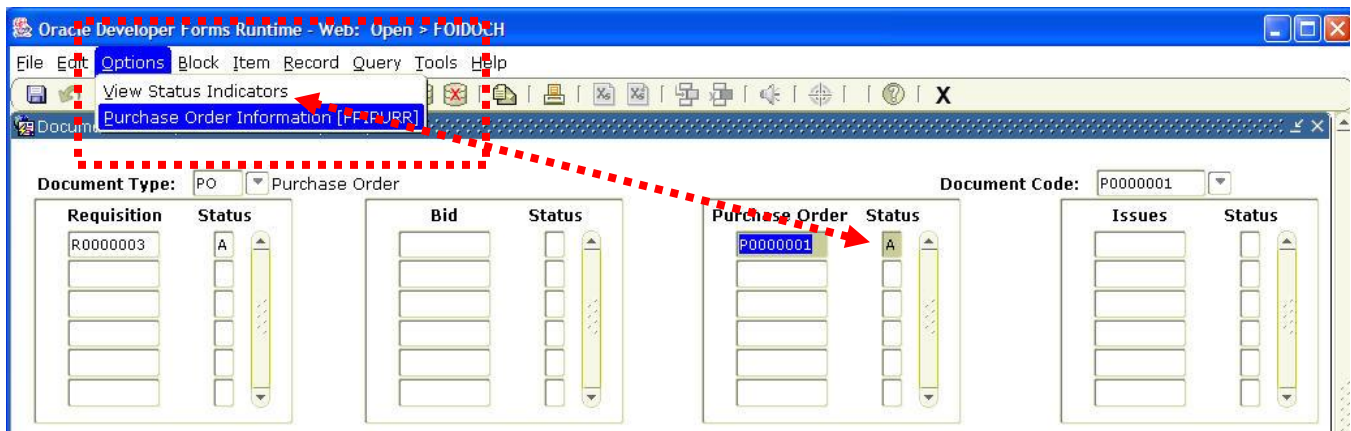 Oracle Developer Forms Runtime - Web: Open > FOIDOCH
File Edit Options Block Item Record Query Tools Help
View Status Indicators
X
Purchase Order Information [FPIPURR]
Document Type: PO Purchase Order Document Code: P0000001
Requisition Status Bid Status Purchase Order Status Issues Status
R0000003 A P0000001 A